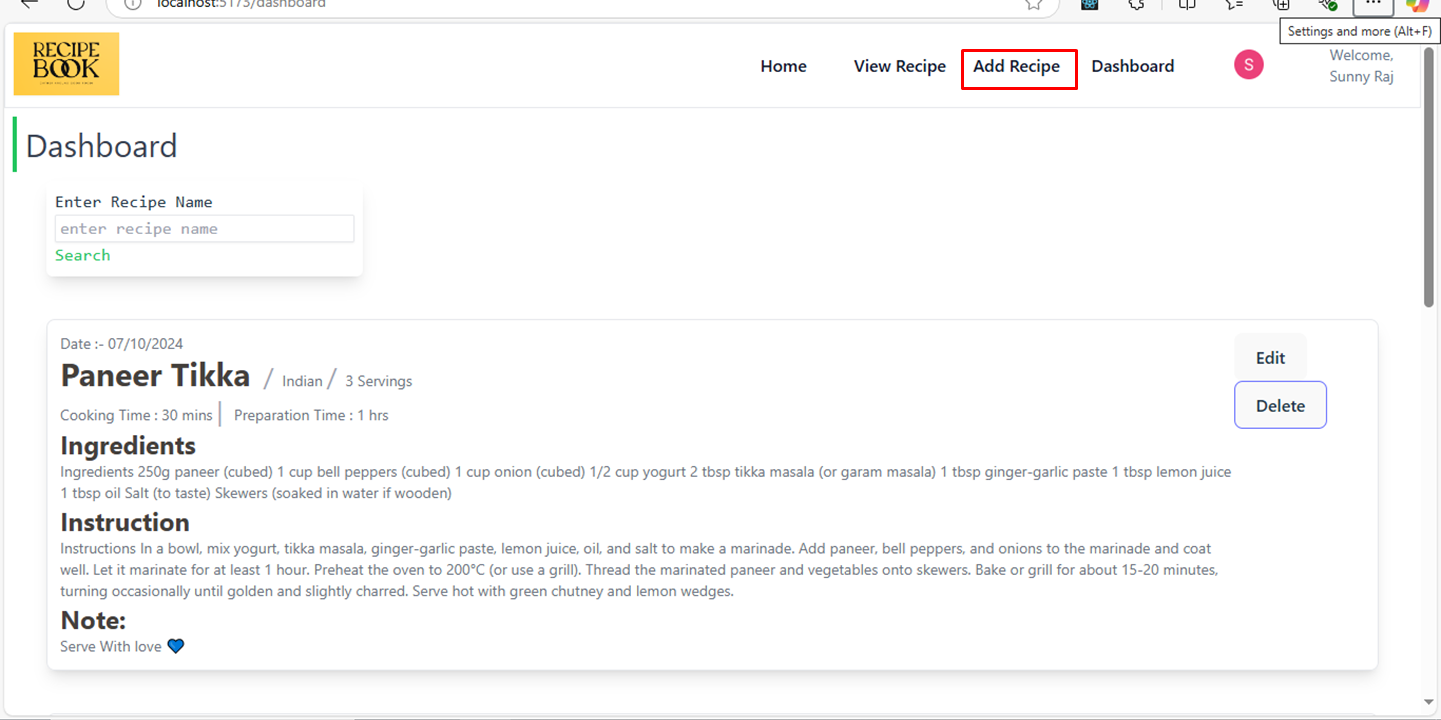 localhost:5173/dashboard
Settings and more (Alt+F)
RECIPE
BOOK
Home View Recipe Add Recipe Dashboard S Welcome,
Sunny Raj
Dashboard
Enter Recipe Name
enter recipe name
Search
Date :- 07/10/2024
Edit
Paneer Tikka / Indian / 3 Servings
Delete
Cooking Time : 30 mins | Preparation Time : 1 hrs
Ingredients
Ingredients 250g paneer (cubed) 1 cup bell peppers (cubed) 1 cup onion (cubed) 1/2 cup yogurt 2 tbsp tikka masala (or garam masala) 1 tbsp ginger-garlic paste 1 tbsp lemon juice
1 tbsp oil Salt (to taste) Skewers (soaked in water if wooden)
Instruction
Instructions In a bowl, mix yogurt, tikka masala, ginger-garlic paste, lemon juice, oil, and salt to make a marinade. Add paneer, bell peppers, and onions to the marinade and coat
well. Let it marinate for at least 1 hour. Preheat the oven to 200°C (or use a grill). Thread the marinated paneer and vegetables onto skewers. Bake or grill for about 15-20 minutes,
turning occasionally until golden and slightly charred. Serve hot with green chutney and lemon wedges.
Note:
Serve With love 💙